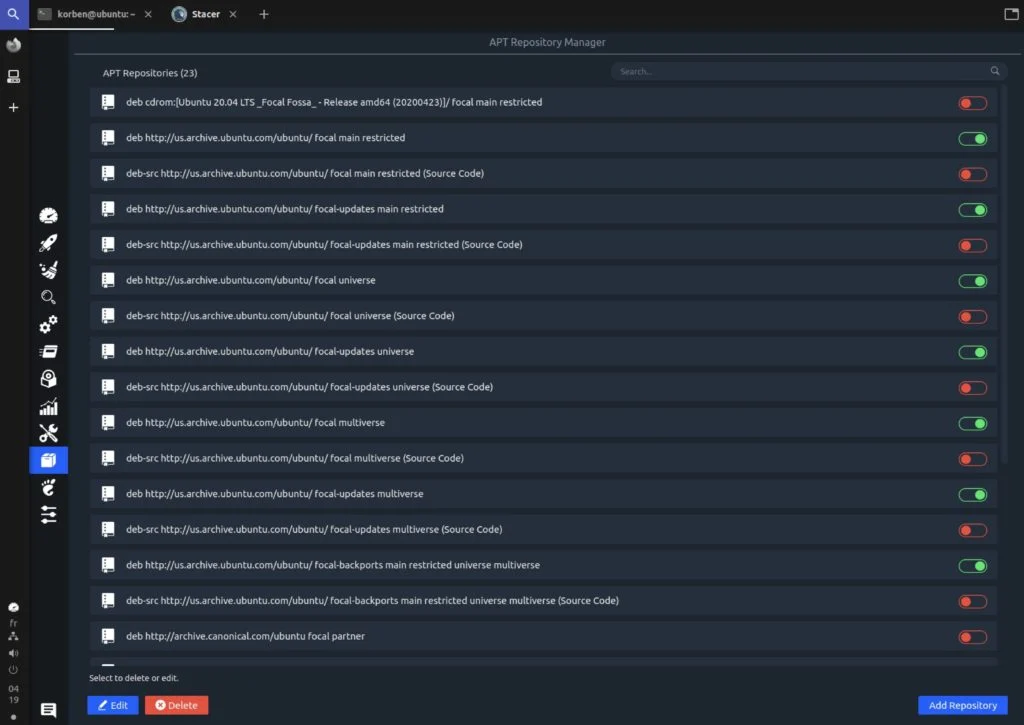 korben@ubuntu: ~
Stacer
APT Repository Manager
APT Repositories (23)
Search...
deb cdrom:[Ubuntu 20.04 LTS _Focal Fossa_ - Release amd64 (20200423)]/ focal main restricted
deb http://us.archive.ubuntu.com/ubuntu/ focal main restricted
deb-src http://us.archive.ubuntu.com/ubuntu/ focal main restricted (Source Code)
deb http://us.archive.ubuntu.com/ubuntu/ focal-updates main restricted
deb-src http://us.archive.ubuntu.com/ubuntu/ focal-updates main restricted (Source Code)
deb http://us.archive.ubuntu.com/ubuntu/ focal universe
deb-src http://us.archive.ubuntu.com/ubuntu/ focal universe (Source Code)
deb http://us.archive.ubuntu.com/ubuntu/ focal-updates universe
deb-src http://us.archive.ubuntu.com/ubuntu/ focal-updates universe (Source Code)
deb http://us.archive.ubuntu.com/ubuntu/ focal multiverse
deb-src http://us.archive.ubuntu.com/ubuntu/ focal multiverse (Source Code)
deb http://us.archive.ubuntu.com/ubuntu/ focal-updates multiverse
deb-src http://us.archive.ubuntu.com/ubuntu/ focal-updates multiverse (Source Code)
deb http://us.archive.ubuntu.com/ubuntu/ focal-backports main restricted universe multiverse
deb-src http://us.archive.ubuntu.com/ubuntu/ focal-backports main restricted universe multiverse (Source Code)
deb http://archive.canonical.com/ubuntu focal partner
Select to delete or edit.
Edit
Delete
Add Repository
fr
04
19